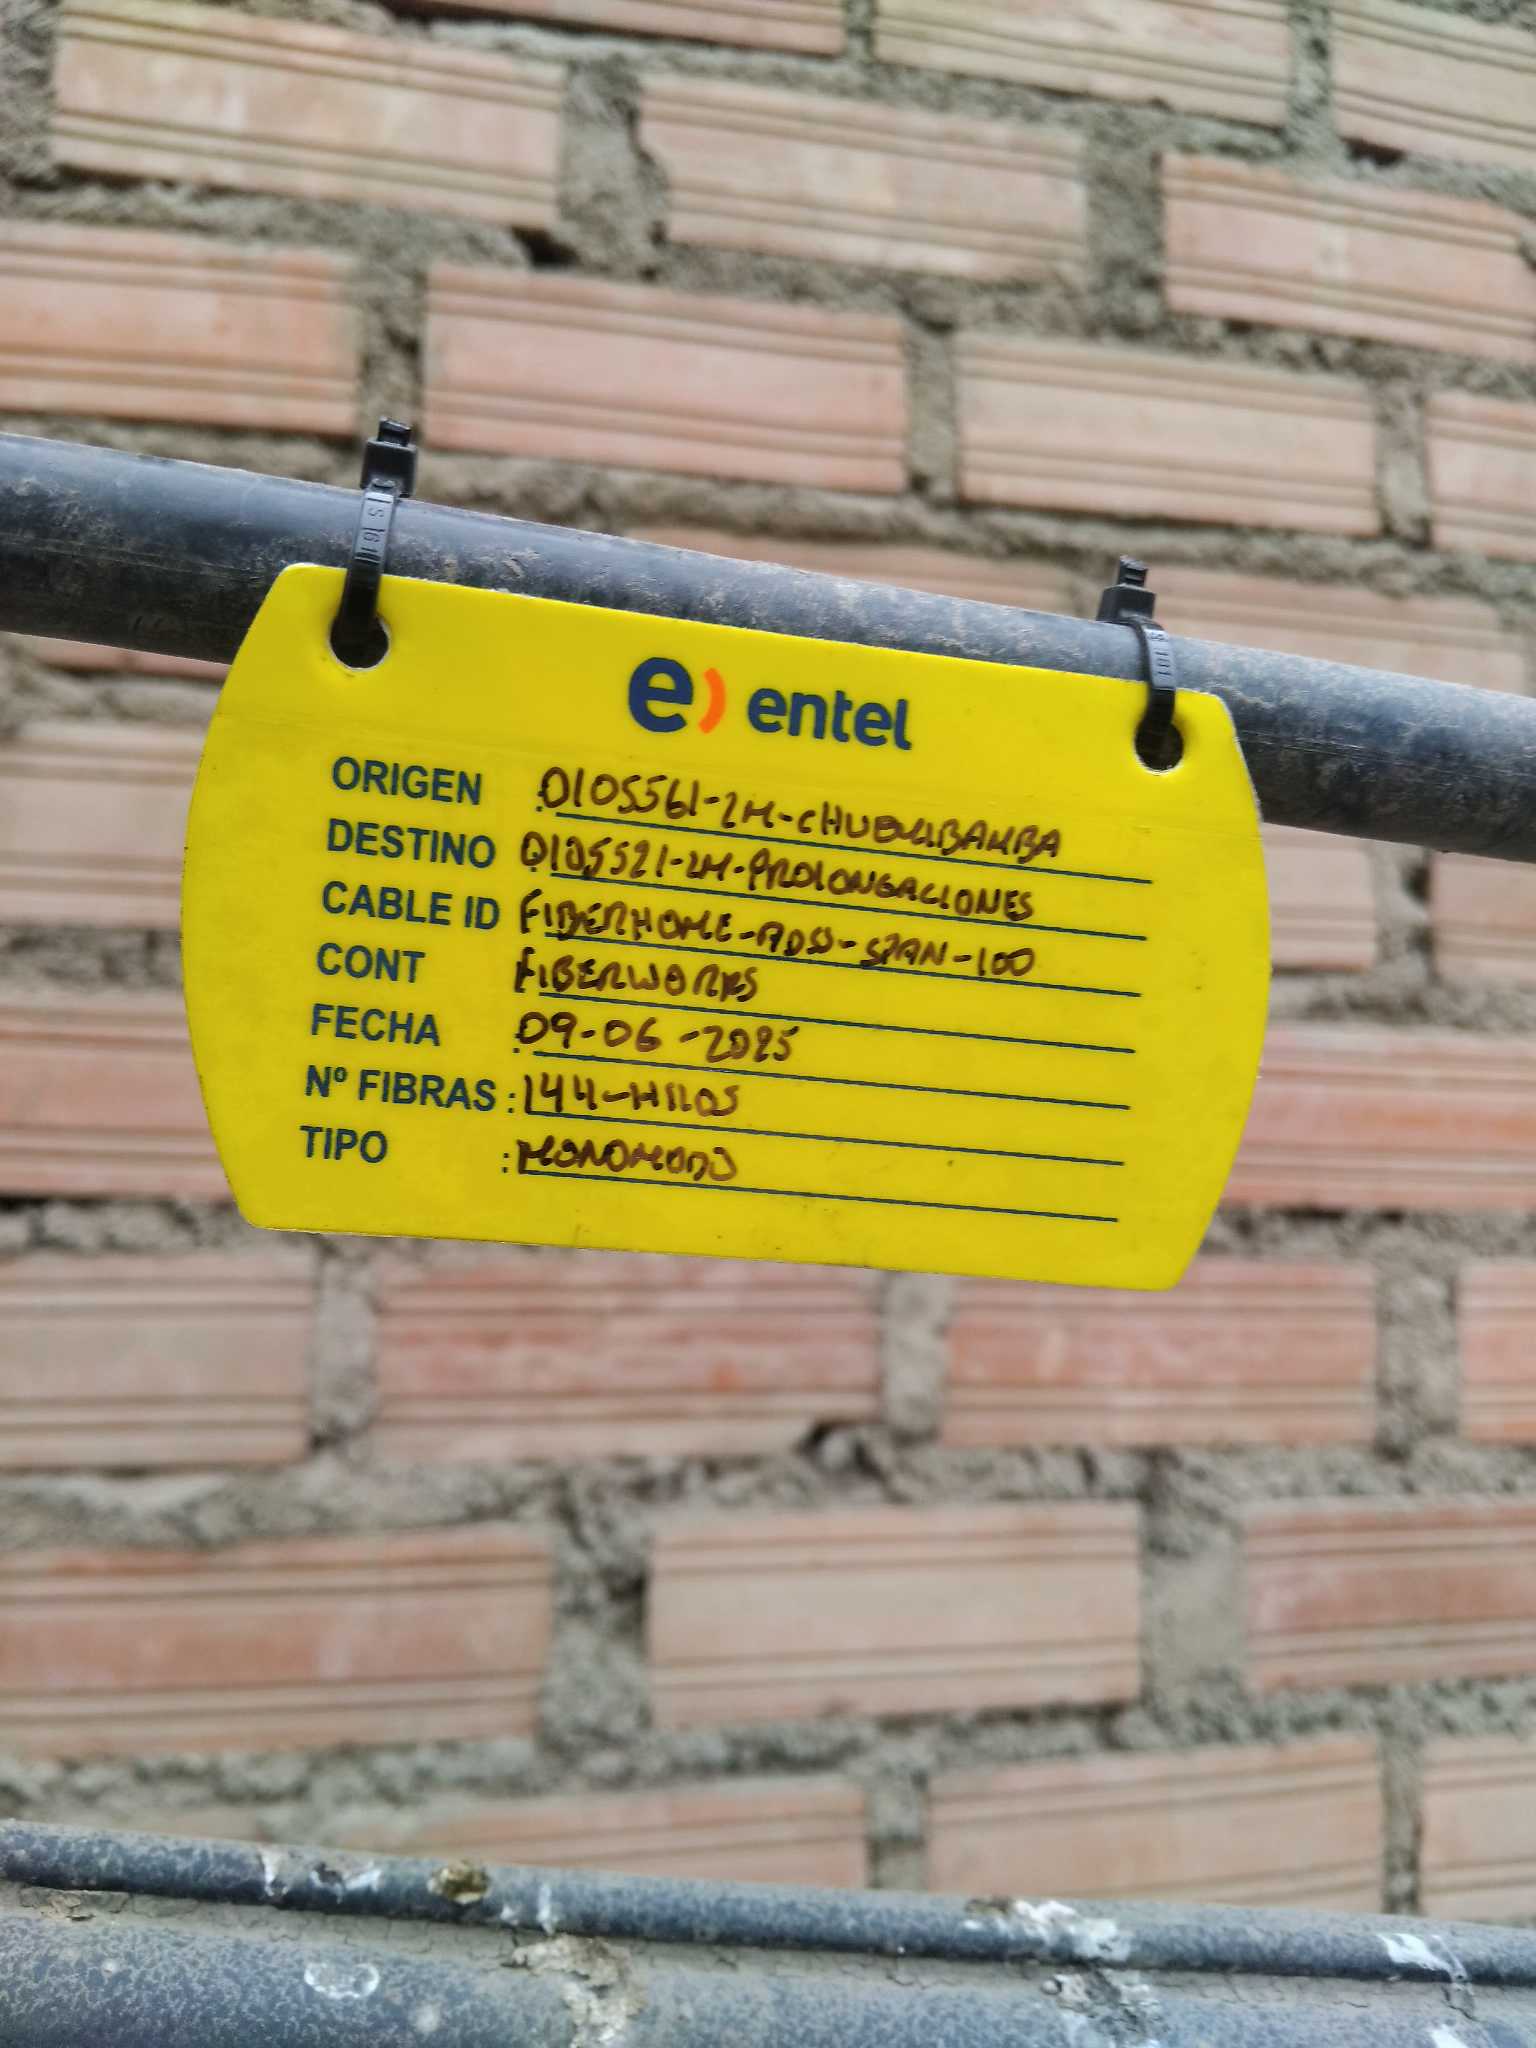 e) entel
ORIGEN : 0105561-2M-CHUQUIBAMBA
DESTINO : 0105521-2M-PROLONGACIONES
CABLE ID FIBERHOME-ADSS-SPAN-100
CONT FIBERWORKS
FECHA : 09-06-2025
Nº FIBRAS : 144-HILOS
TIPO : MONOMODO